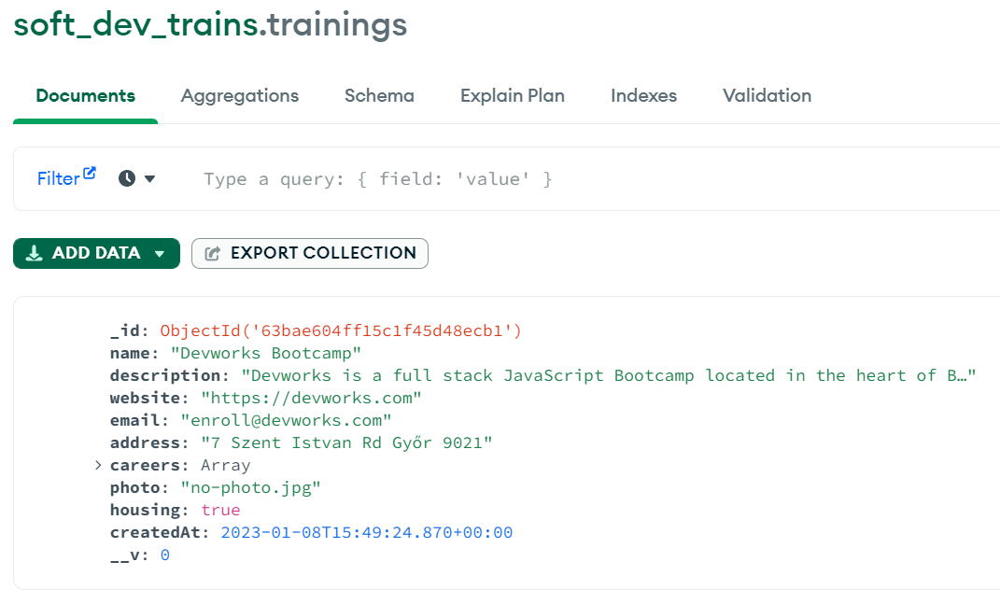 soft_dev_trains.trainings
Documents Aggregations Schema Explain Plan Indexes Validation
Filter Type a query: { field: 'value' }
ADD DATA EXPORT COLLECTION
_id: ObjectId('63bae604ff15c1f45d48ecb1')
name: "Devworks Bootcamp"
description: "Devworks is a full stack JavaScript Bootcamp located in the heart of B…"
website: "https://devworks.com"
email: "enroll@devworks.com"
address: "7 Szent Istvan Rd Győr 9021"
careers: Array
photo: "no-photo.jpg"
housing: true
createdAt: 2023-01-08T15:49:24.870+00:00
__v: 0